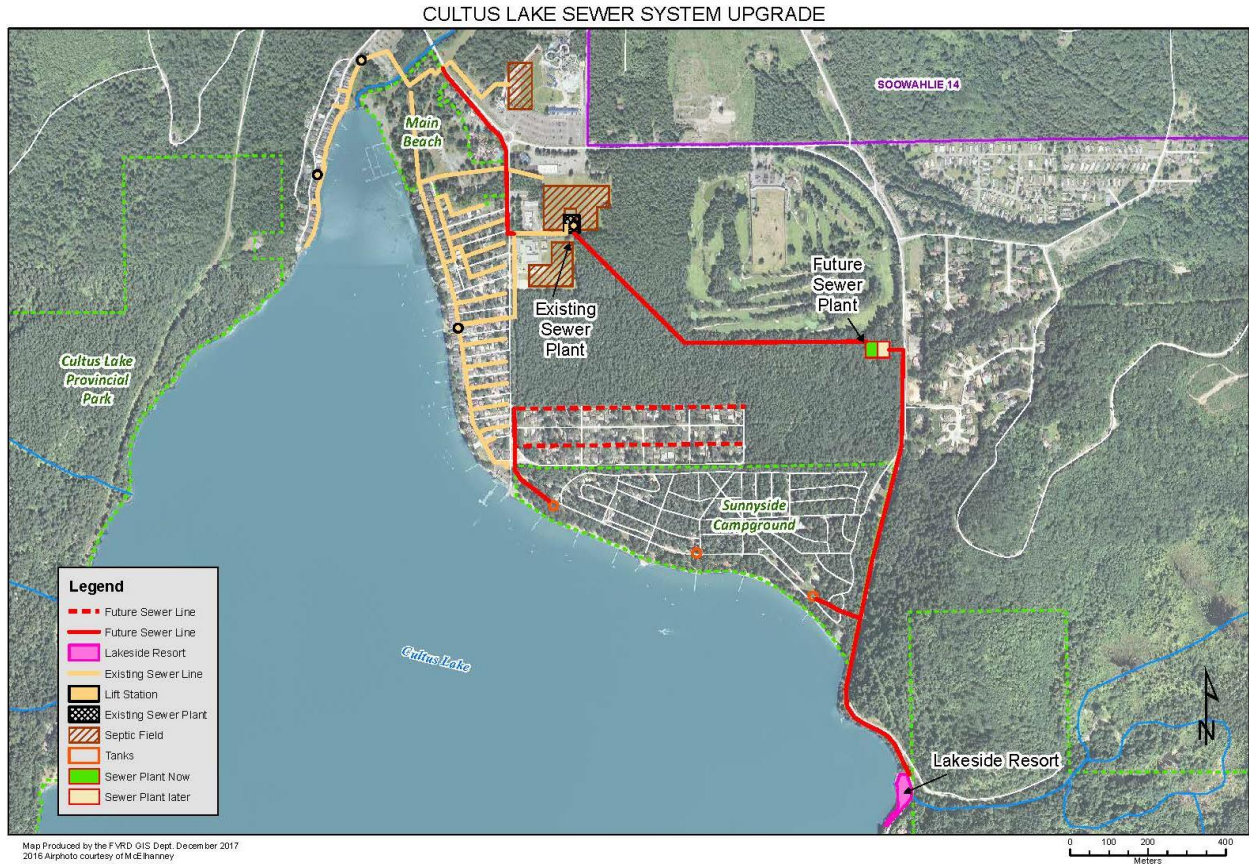 CULTUS LAKE SEWER SYSTEM UPGRADE
SOOWAHLIE 14
Main
Beach
Future
Sewer
Plant
Existing
Sewer
Plant
Cultus Lake
Provincial
Park
Sunnyside
Campground
Cultus Lake
Lakeside Resort
Legend
Future Sewer Line
Future Sewer Line
Lakeside Resort
Existing Sewer Line
Lift Station
Existing Sewer Plant
Septic Field
Tanks
Sewer Plant Now
Sewer Plant later
N
Map Produced by the FVRD GIS Dept. December 2017
2016 Airphoto courtesy of McElhanney
0 100 200 400
Meters